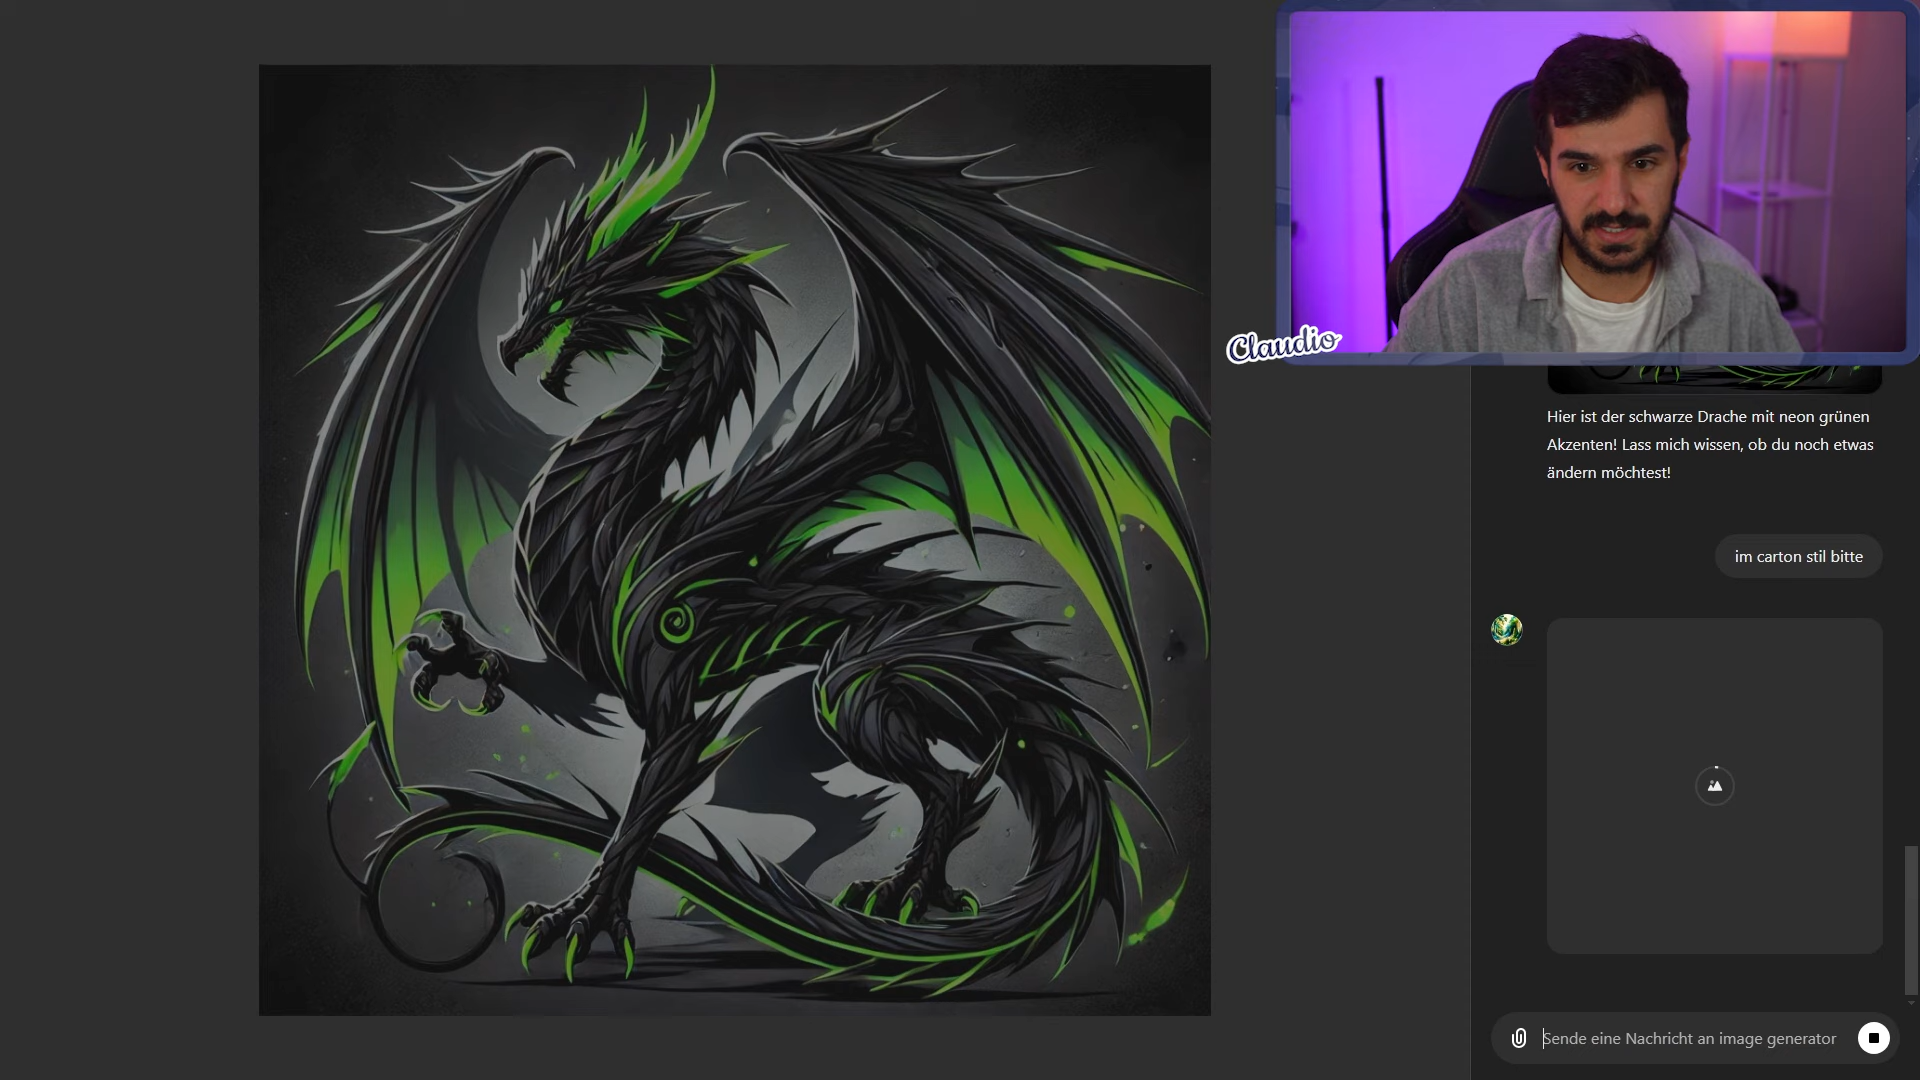 Claudio
Hier ist der schwarze Drache mit neon grünen
Akzenten! Lass mich wissen, ob du noch etwas
ändern möchtest!
im carton stil bitte
Sende eine Nachricht an image generator